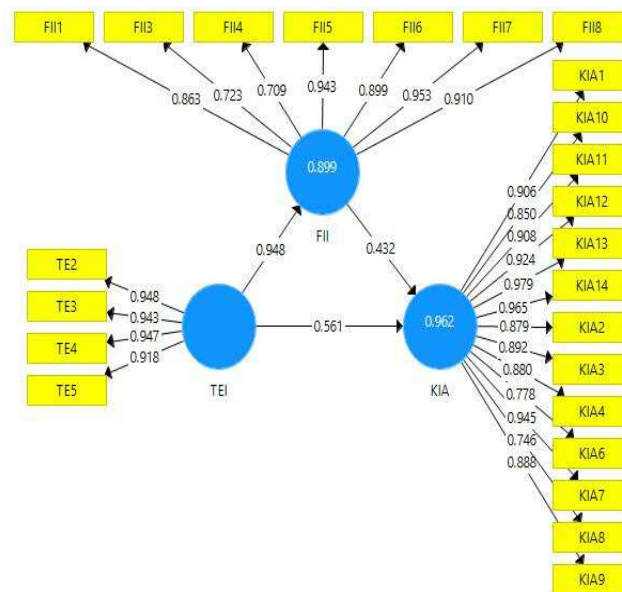 FII1 FII3 FII4 FII5 FII6 FII7 FII8
0.863 0.723 0.709 0.943 0.899 0.953 0.910
0.899
FII
0.948
0.432
TE2
TE3
TE4
TE5
0.948
0.943
0.947
0.918
TEI
0.561
0.962
KIA
0.906
0.850
0.908
0.924
0.979
0.965
0.879
0.892
0.880
0.778
0.945
0.746
0.888
KIA1
KIA10
KIA11
KIA12
KIA13
KIA14
KIA2
KIA3
KIA4
KIA6
KIA7
KIA8
KIA9